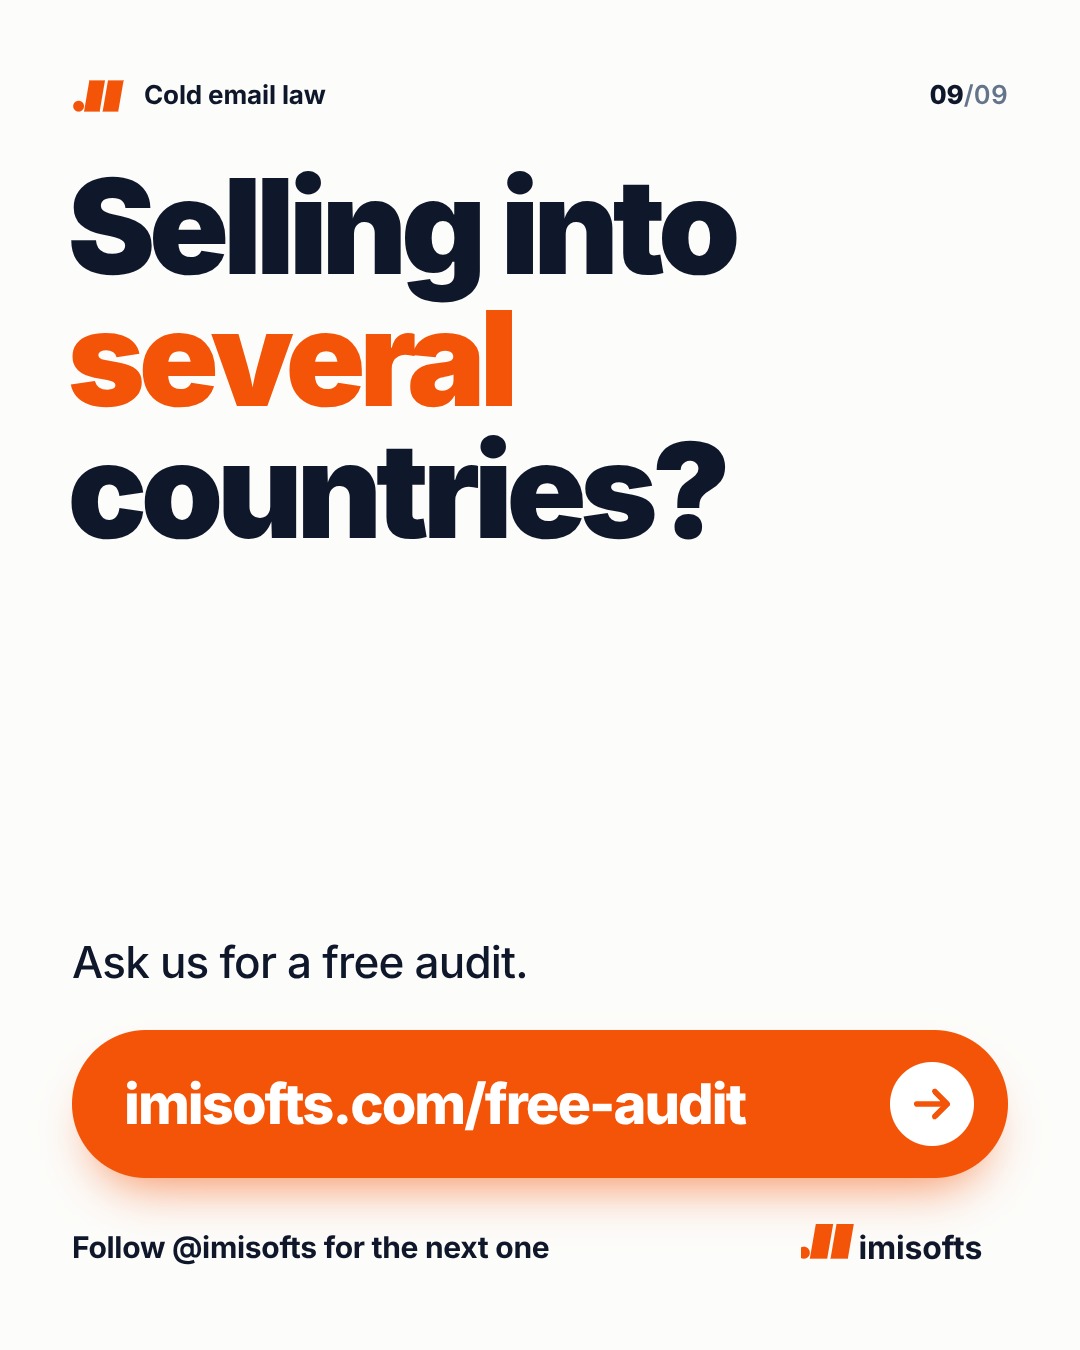 Cold email law
09/09
Selling into
several
countries?
Ask us for a free audit.
imisofts.com/free-audit
Follow @imisofts for the next one
imisofts